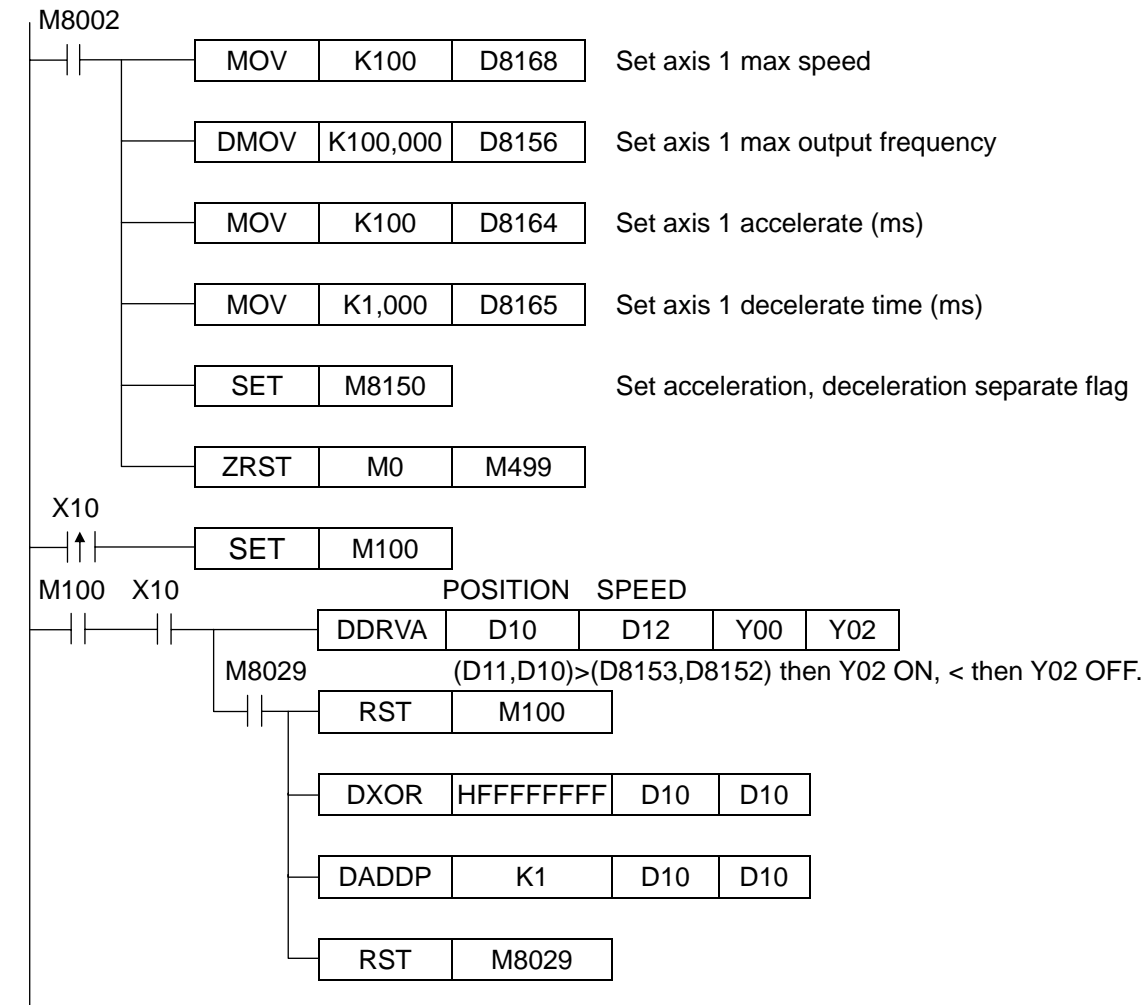 M8002
MOV K100 D8168 Set axis 1 max speed
DMOV K100,000 D8156 Set axis 1 max output frequency
MOV K100 D8164 Set axis 1 accelerate (ms)
MOV K1,000 D8165 Set axis 1 decelerate time (ms)
SET M8150 Set acceleration, deceleration separate flag
ZRST M0 M499
X10
SET M100
M100 X10 POSITION SPEED
DDRVA D10 D12 Y00 Y02
M8029 (D11,D10)>(D8153,D8152) then Y02 ON, < then Y02 OFF.
RST M100
DXOR HFFFFFFFF D10 D10
DADDP K1 D10 D10
RST M8029